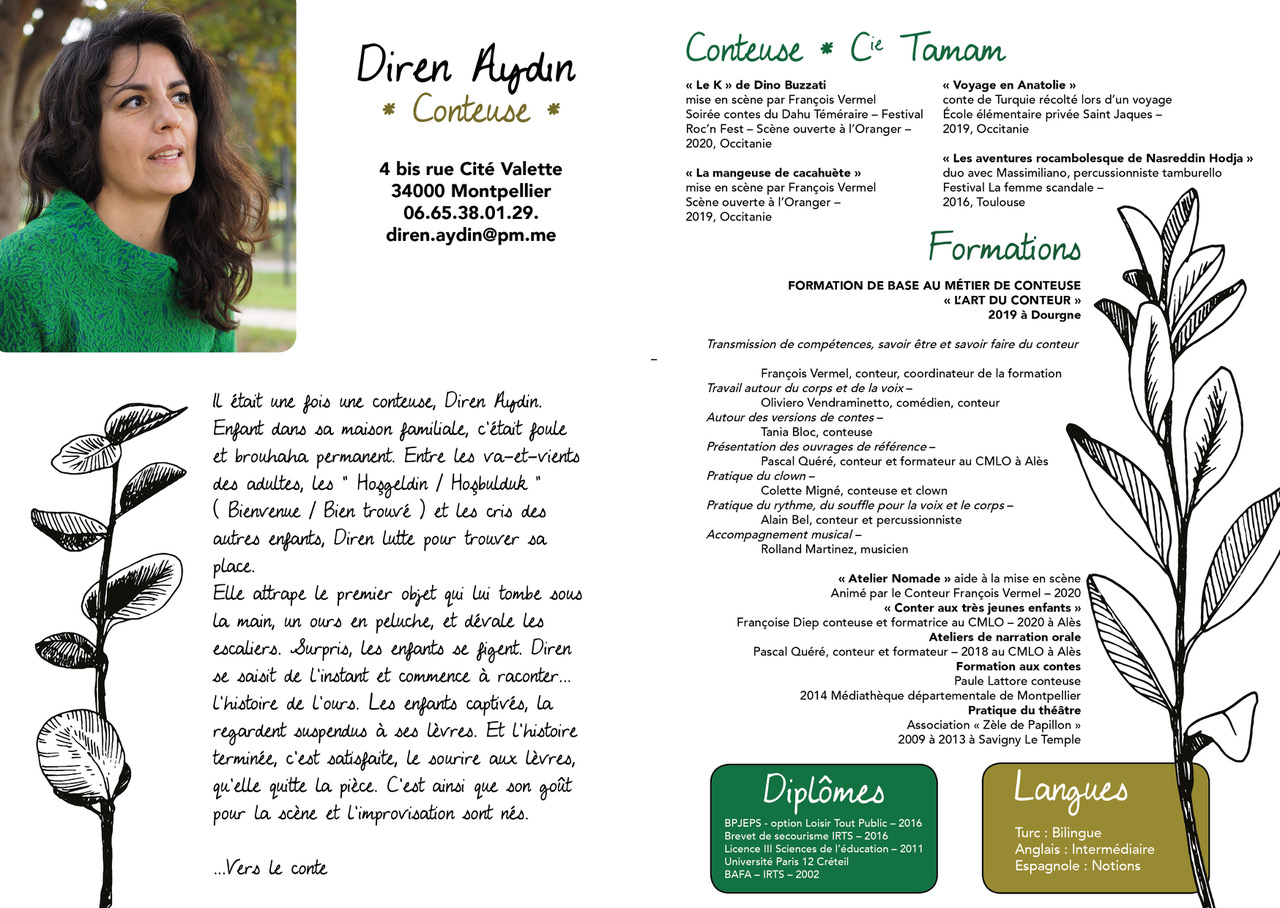 Diren Aydın
* Conteuse *
4 bis rue Cité Valette
34000 Montpellier
06.65.38.01.29.
diren.aydin@pm.me
Il était une fois une conteuse, Diren Aydin.
Enfant dans sa maison familiale, c'était foule
et brouhaha permanent. Entre les va-et-vients
des adultes, les " Hoşgeldin / Hoşbulduk "
( Bienvenue / Bien trouvé ) et les cris des
autres enfants, Diren lutte pour trouver sa
place.
Elle attrape le premier objet qui lui tombe sous
la main, un ours en peluche, et dévale les
escaliers. Surpris, les enfants se figent. Diren
se saisit de l'instant et commence à raconter...
l'histoire de l'ours. Les enfants captivés, la
regardent suspendus à ses lèvres. Et l'histoire
terminée, c'est satisfaite, le sourire aux lèvres,
qu'elle quitte la pièce. C'est ainsi que son goût
pour la scène et l'improvisation sont nés.
...Vers le conte
–
Conteuse * Cie Tamam
« Le K » de Dino Buzzati
mise en scène par François Vermel
Soirée contes du Dahu Téméraire – Festival
Roc'n Fest – Scène ouverte à l'Oranger –
2020, Occitanie
« La mangeuse de cacahuète »
mise en scène par François Vermel
Scène ouverte à l'Oranger –
2019, Occitanie
« Voyage en Anatolie »
conte de Turquie récolté lors d'un voyage
École élémentaire privée Saint Jaques –
2019, Occitanie
« Les aventures rocambolesque de Nasreddin Hodja »
duo avec Massimiliano, percussionniste tamburello
Festival La femme scandale –
2016, Toulouse
Formations
FORMATION DE BASE AU MÉTIER DE CONTEUSE
« L'ART DU CONTEUR »
2019 à Dourgne
Transmission de compétences, savoir être et savoir faire du conteur
François Vermel, conteur, coordinateur de la formation
Travail autour du corps et de la voix –
Oliviero Vendraminetto, comédien, conteur
Autour des versions de contes –
Tania Bloc, conteuse
Présentation des ouvrages de référence –
Pascal Quéré, conteur et formateur au CMLO à Alès
Pratique du clown –
Colette Migné, conteuse et clown
Pratique du rythme, du souffle pour la voix et le corps –
Alain Bel, conteur et percussionniste
Accompagnement musical –
Rolland Martinez, musicien
« Atelier Nomade » aide à la mise en scène
Animé par le Conteur François Vermel – 2020
« Conter aux très jeunes enfants »
Françoise Diep conteuse et formatrice au CMLO – 2020 à Alès
Ateliers de narration orale
Pascal Quéré, conteur et formateur – 2018 au CMLO à Alès
Formation aux contes
Paule Lattore conteuse
2014 Médiathèque départementale de Montpellier
Pratique du théâtre
Association « Zèle de Papillon »
2009 à 2013 à Savigny Le Temple
Diplômes
BPJEPS - option Loisir Tout Public – 2016
Brevet de secourisme IRTS – 2016
Licence III Sciences de l'éducation – 2011
Université Paris 12 Créteil
BAFA – IRTS – 2002
Langues
Turc : Bilingue
Anglais : Intermédiaire
Espagnole : Notions